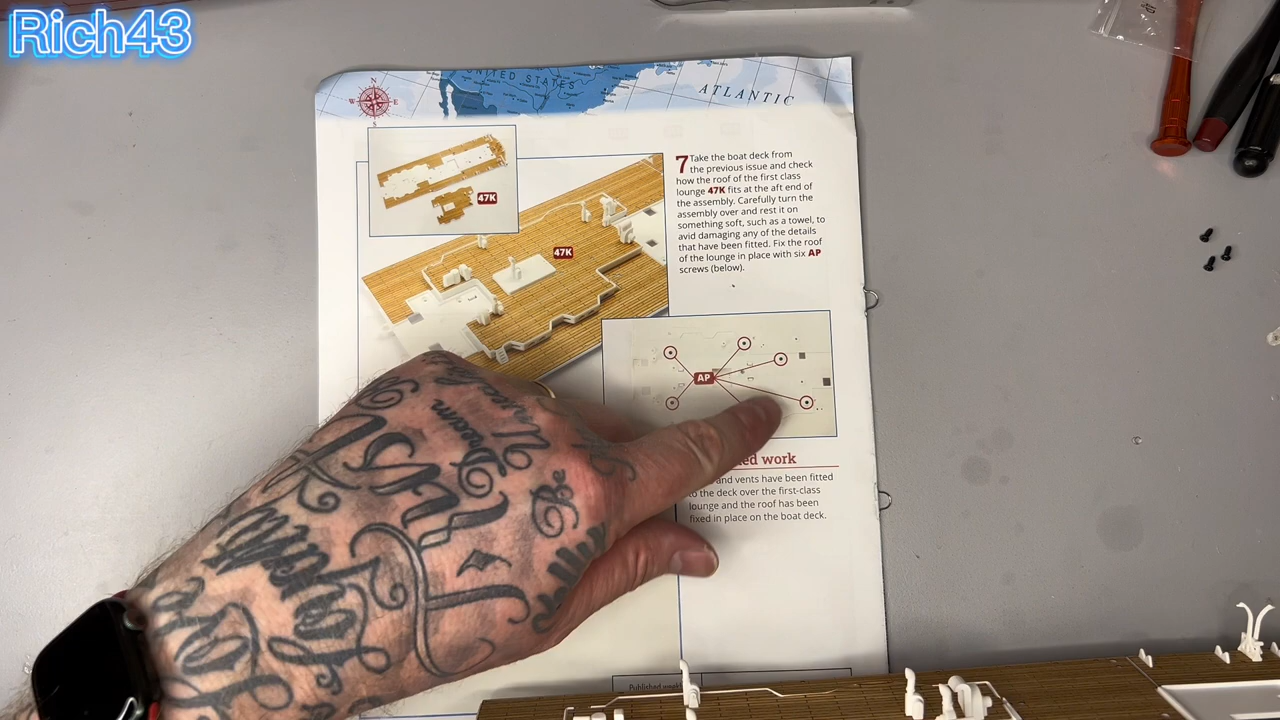 Rich43
UNITED STATES
ATLANTIC
N
W
E
S
47K
47K
7 Take the boat deck from
the previous issue and check
how the roof of the first class
lounge 47K fits at the aft end of
the assembly. Carefully turn the
assembly over and rest it on
something soft, such as a towel, to
avid damaging any of the details
that have been fitted. Fix the roof
of the lounge in place with six AP
screws (below).
AP
work
and vents have been fitted
to the deck over the first-class
lounge and the roof has been
fixed in place on the boat deck.
Published
Dream
Be